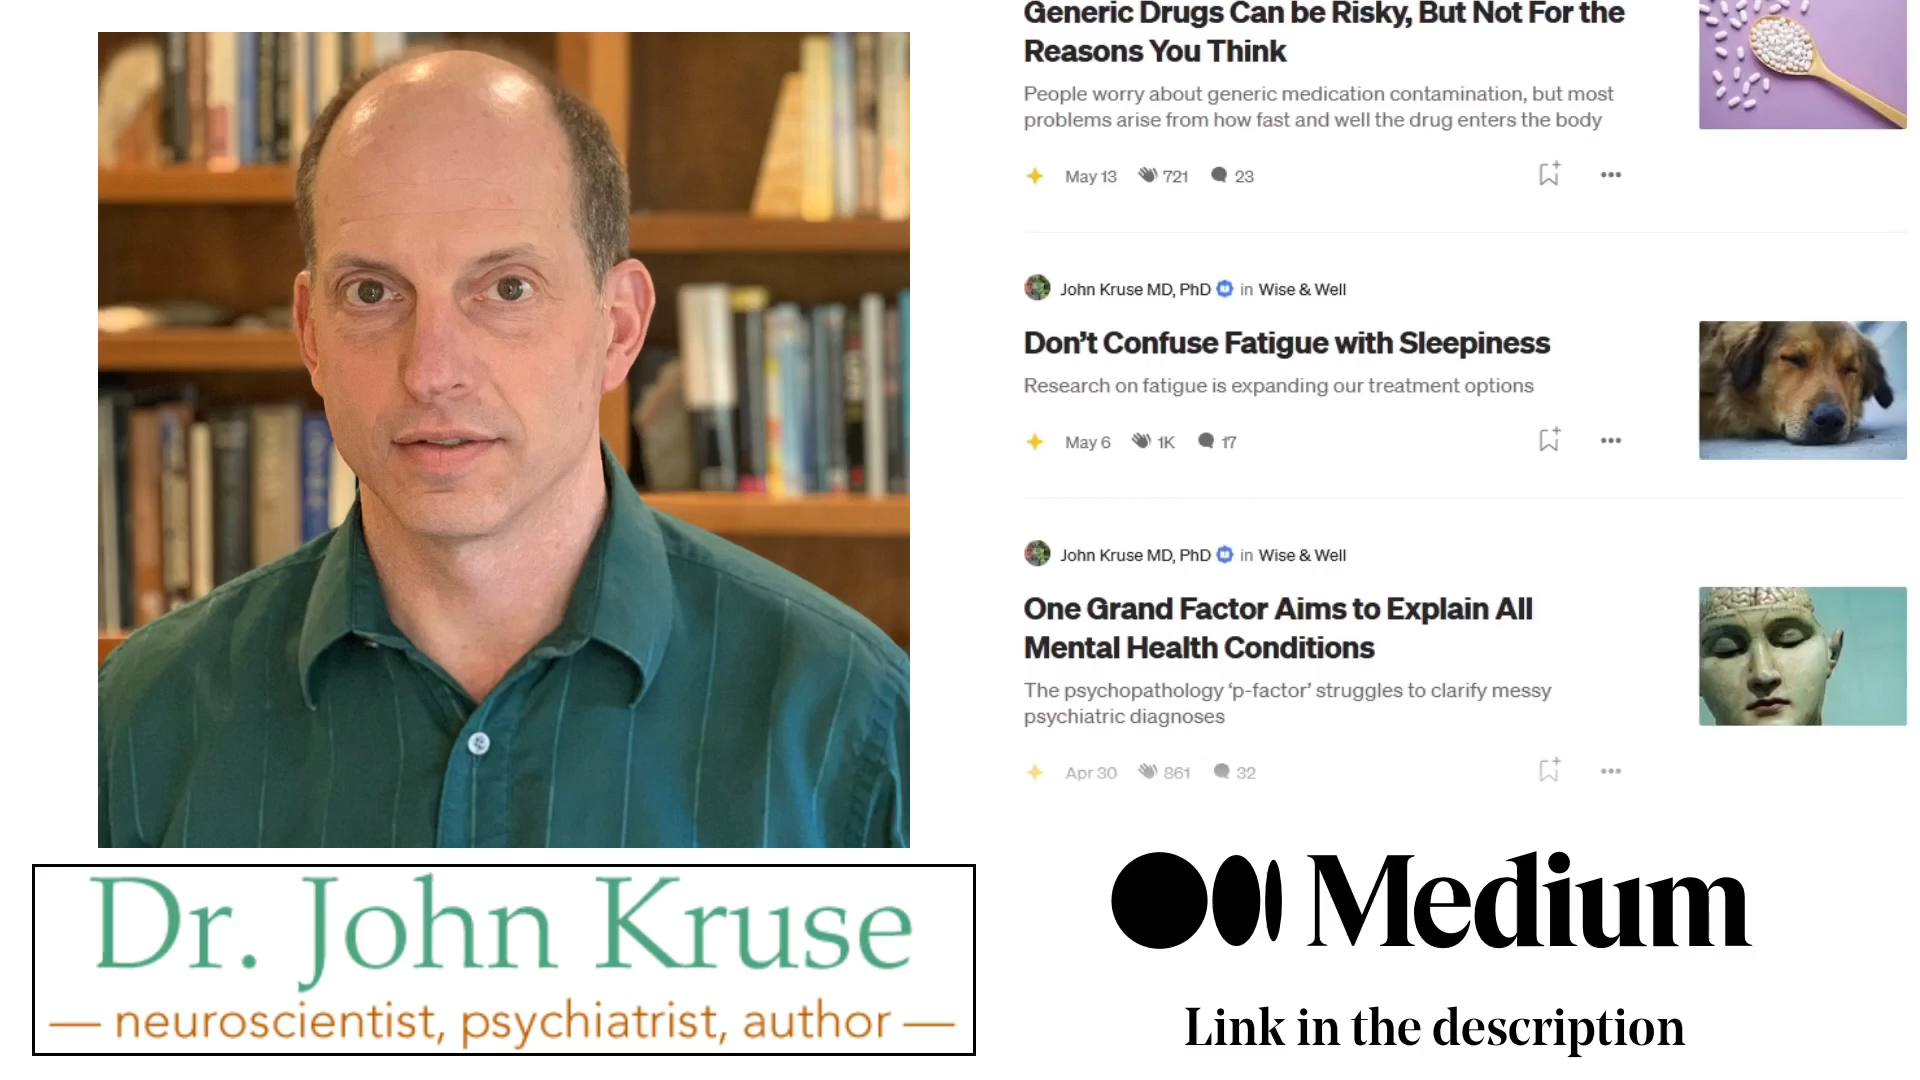 Generic Drugs Can be Risky, But Not For the
Reasons You Think
People worry about generic medication contamination, but most
problems arise from how fast and well the drug enters the body
May 13 721 23
John Kruse MD, PhD in Wise & Well
Don't Confuse Fatigue with Sleepiness
Research on fatigue is expanding our treatment options
May 6 1K 17
John Kruse MD, PhD in Wise & Well
One Grand Factor Aims to Explain All
Mental Health Conditions
The psychopathology ‘p-factor’ struggles to clarify messy
psychiatric diagnoses
Apr 30 861 32
Dr. John Kruse
— neuroscientist, psychiatrist, author —
Medium
Link in the description